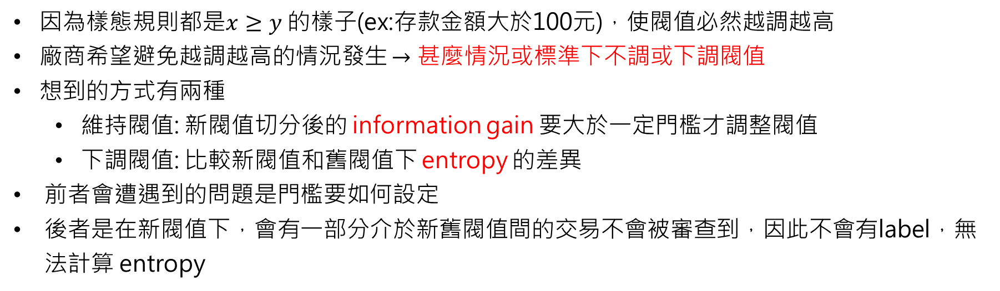 • 因為樣態規則都是x ≥ y 的樣子(ex:存款金額大於100元)，使閥值必然越調越高
• 廠商希望避免越調越高的情況發生 → 甚麼情況或標準下不調或下調閥值
• 想到的方式有兩種
• 維持閥值: 新閥值切分後的 information gain 要大於一定門檻才調整閥值
• 下調閥值: 比較新閥值和舊閥值下 entropy 的差異
• 前者會遭遇到的問題是門檻要如何設定
• 後者是在新閥值下，會有一部分介於新舊閥值間的交易不會被審查到，因此不會有label，無
法計算 entropy